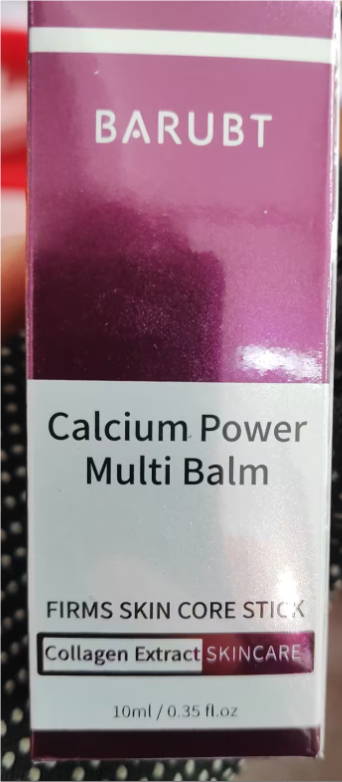 BARUBT
Calcium Power
Multi Balm
FIRMS SKIN CORE STICK
Collagen Extract SKINCARE
10ml / 0.35 fl.oz